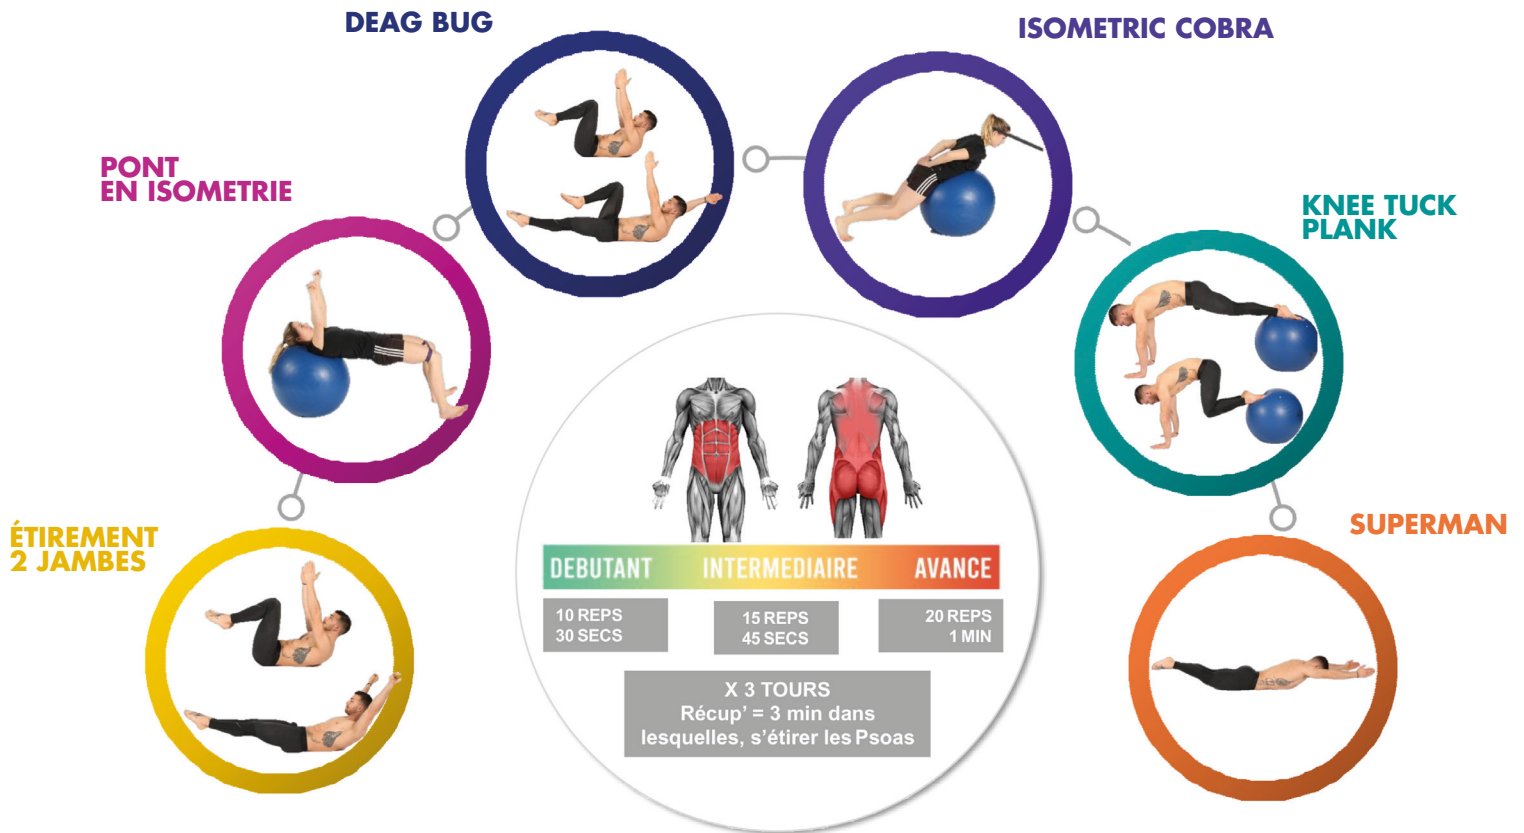 DEAG BUG
ISOMETRIC COBRA
PONT
EN ISOMETRIE
KNEE TUCK
PLANK
ÉTIREMENT
2 JAMBES
SUPERMAN
DEBUTANT INTERMEDIAIRE AVANCE
10 REPS
30 SECS
15 REPS
45 SECS
20 REPS
1 MIN
X 3 TOURS
Récup’ = 3 min dans
lesquelles, s’étirer les Psoas